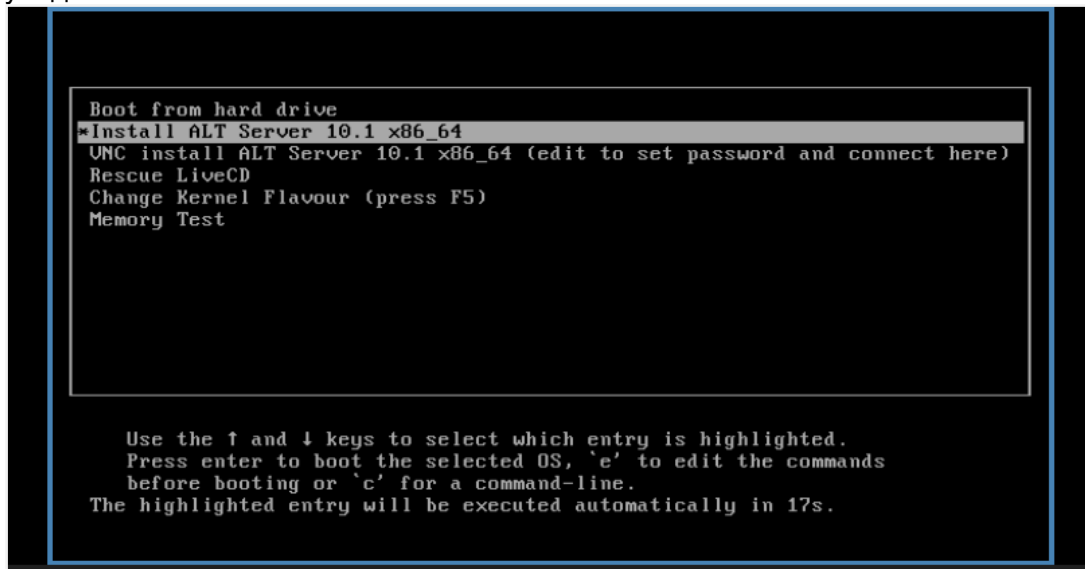 Boot from hard drive
*Install ALT Server 10.1 x86_64
VNC install ALT Server 10.1 x86_64 (edit to set password and connect here)
Rescue LiveCD
Change Kernel Flavour (press F5)
Memory Test
Use the ↑ and ↓ keys to select which entry is highlighted.
Press enter to boot the selected OS, `e' to edit the commands
before booting or `c' for a command-line.
The highlighted entry will be executed automatically in 17s.